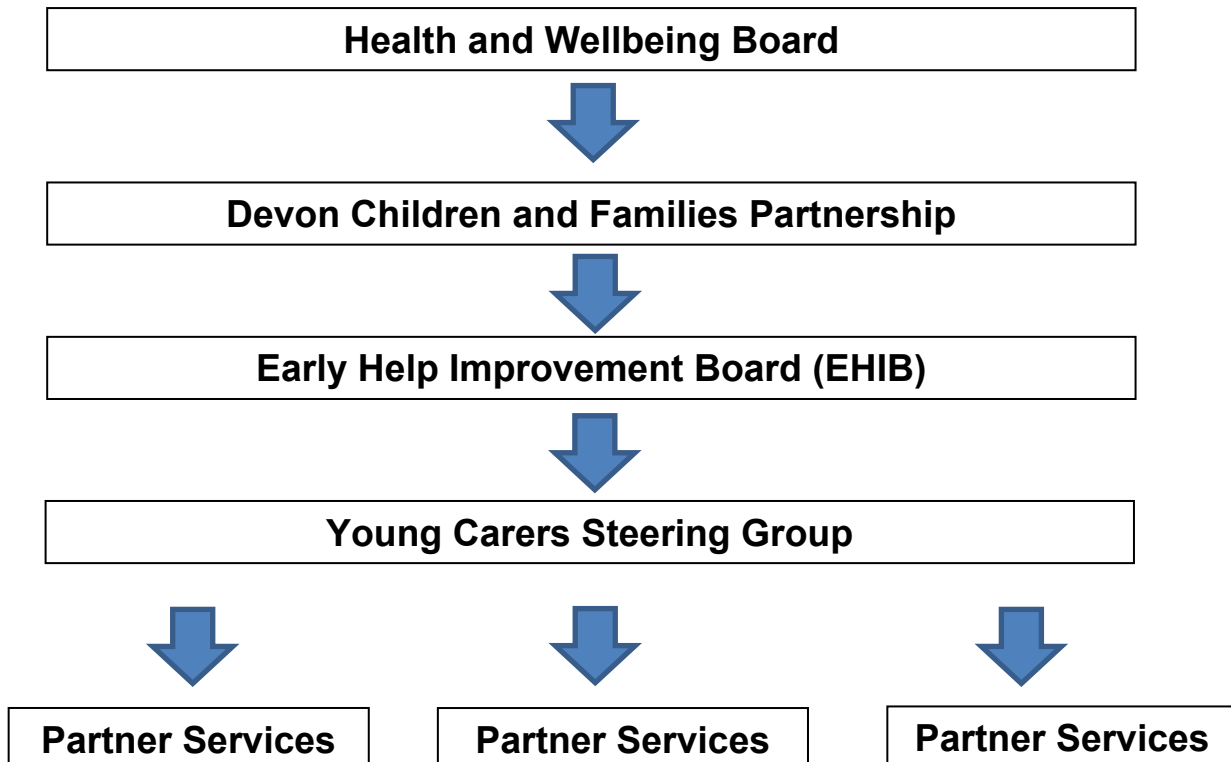 Health and Wellbeing Board
Devon Children and Families Partnership
Early Help Improvement Board (EHIB)
Young Carers Steering Group
Partner Services
Partner Services
Partner Services